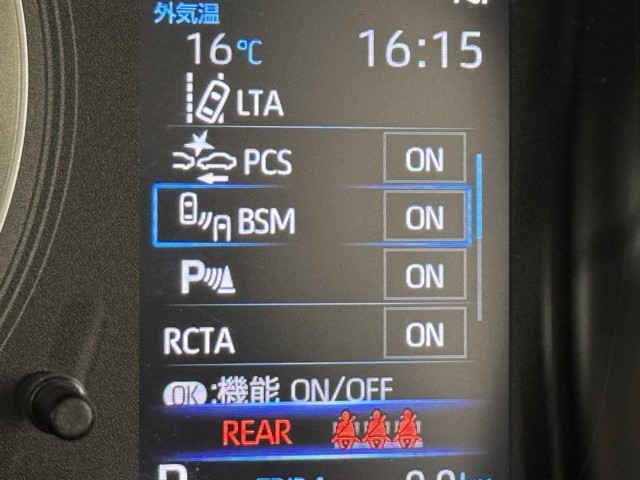 外気温
16℃ 16:15
LTA
PCS ON
BSM ON
P ON
RCTA ON
OK:機能 ON/OFF
REAR